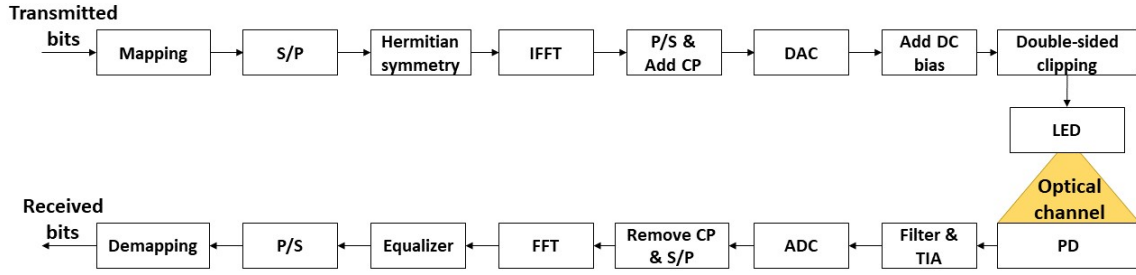 Transmitted
bits
Mapping
S/P
Hermitian
symmetry
IFFT
P/S &
Add CP
DAC
Add DC
bias
Double-sided
clipping
LED
Optical
channel
Received
bits
Demapping
P/S
Equalizer
FFT
Remove CP
& S/P
ADC
Filter &
TIA
PD